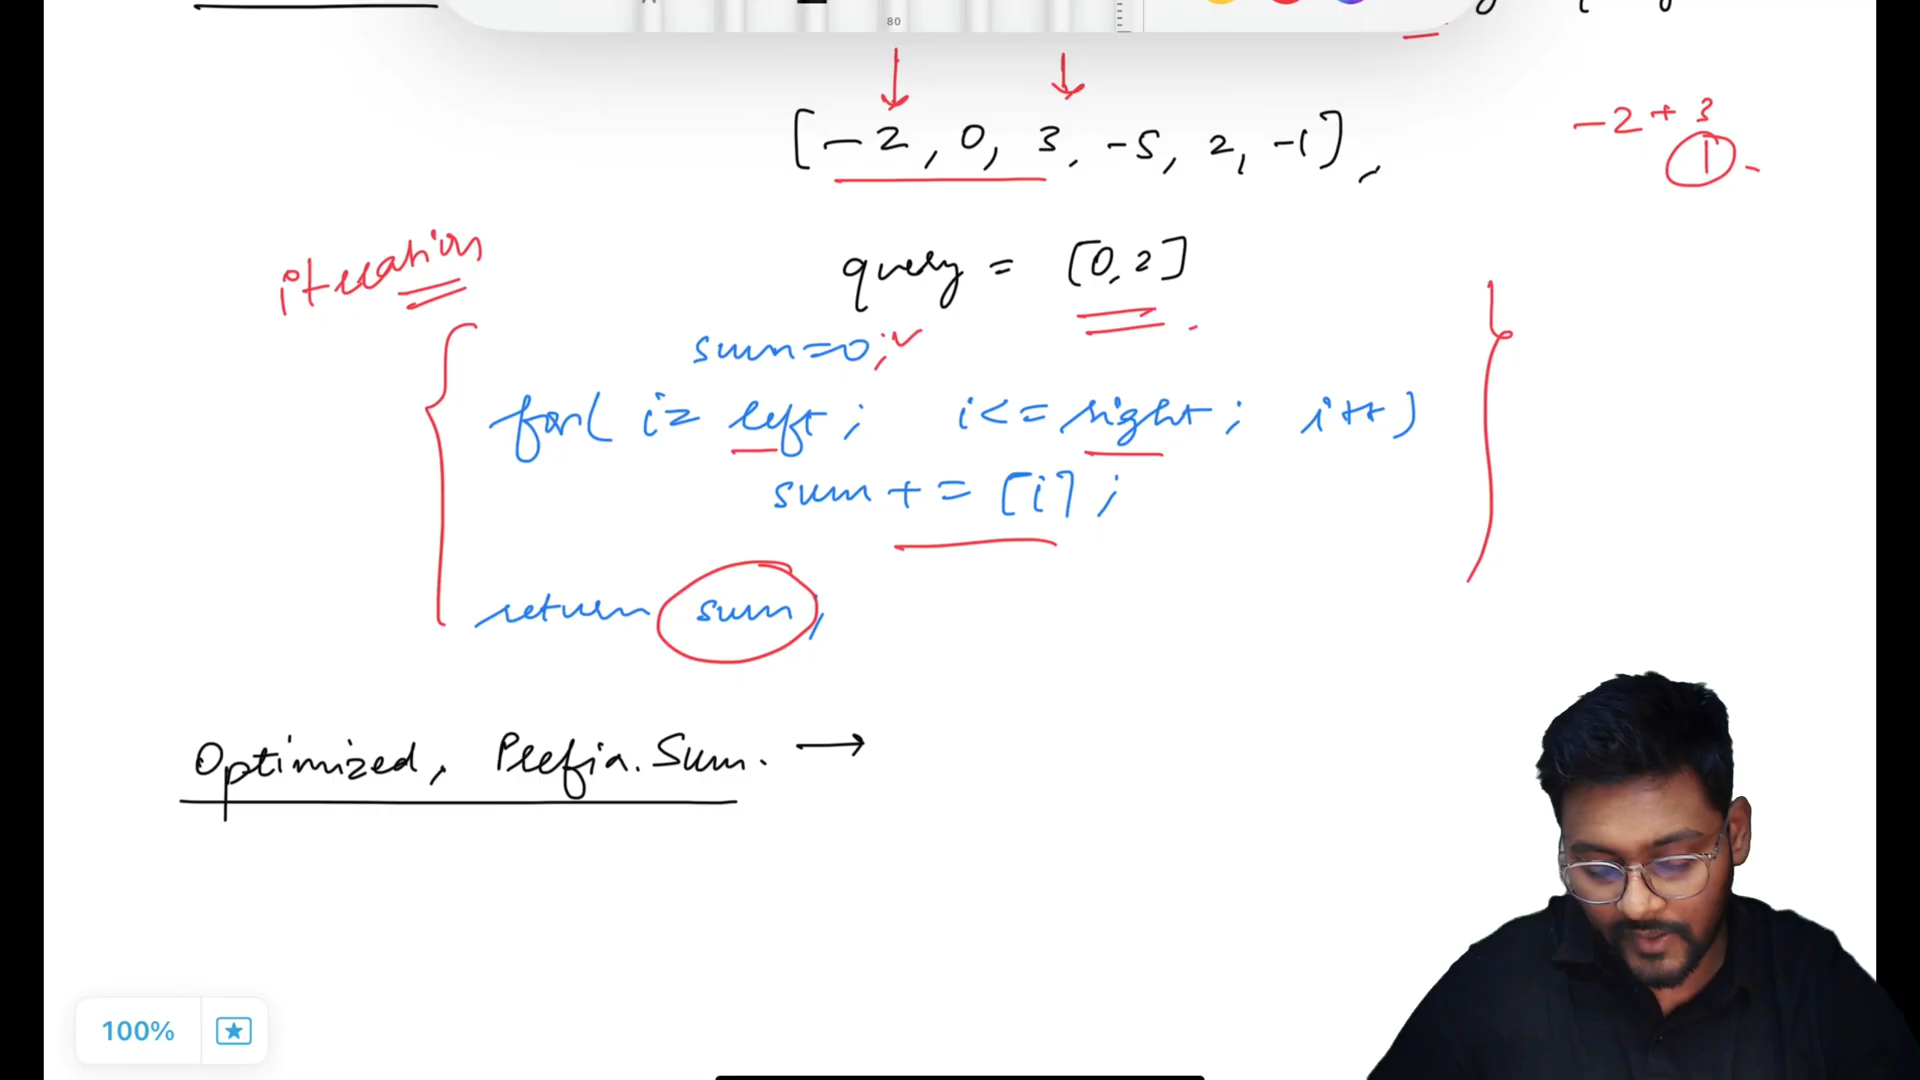 80
[-2, 0, 3, -5, 2, -1],
-2 + 3
1
iteration
query = [0,2]
sum=0;
for( i= left; i<= right; i++)
sum += [i];
return sum;
Optimized, Prefix.Sum. →
100%